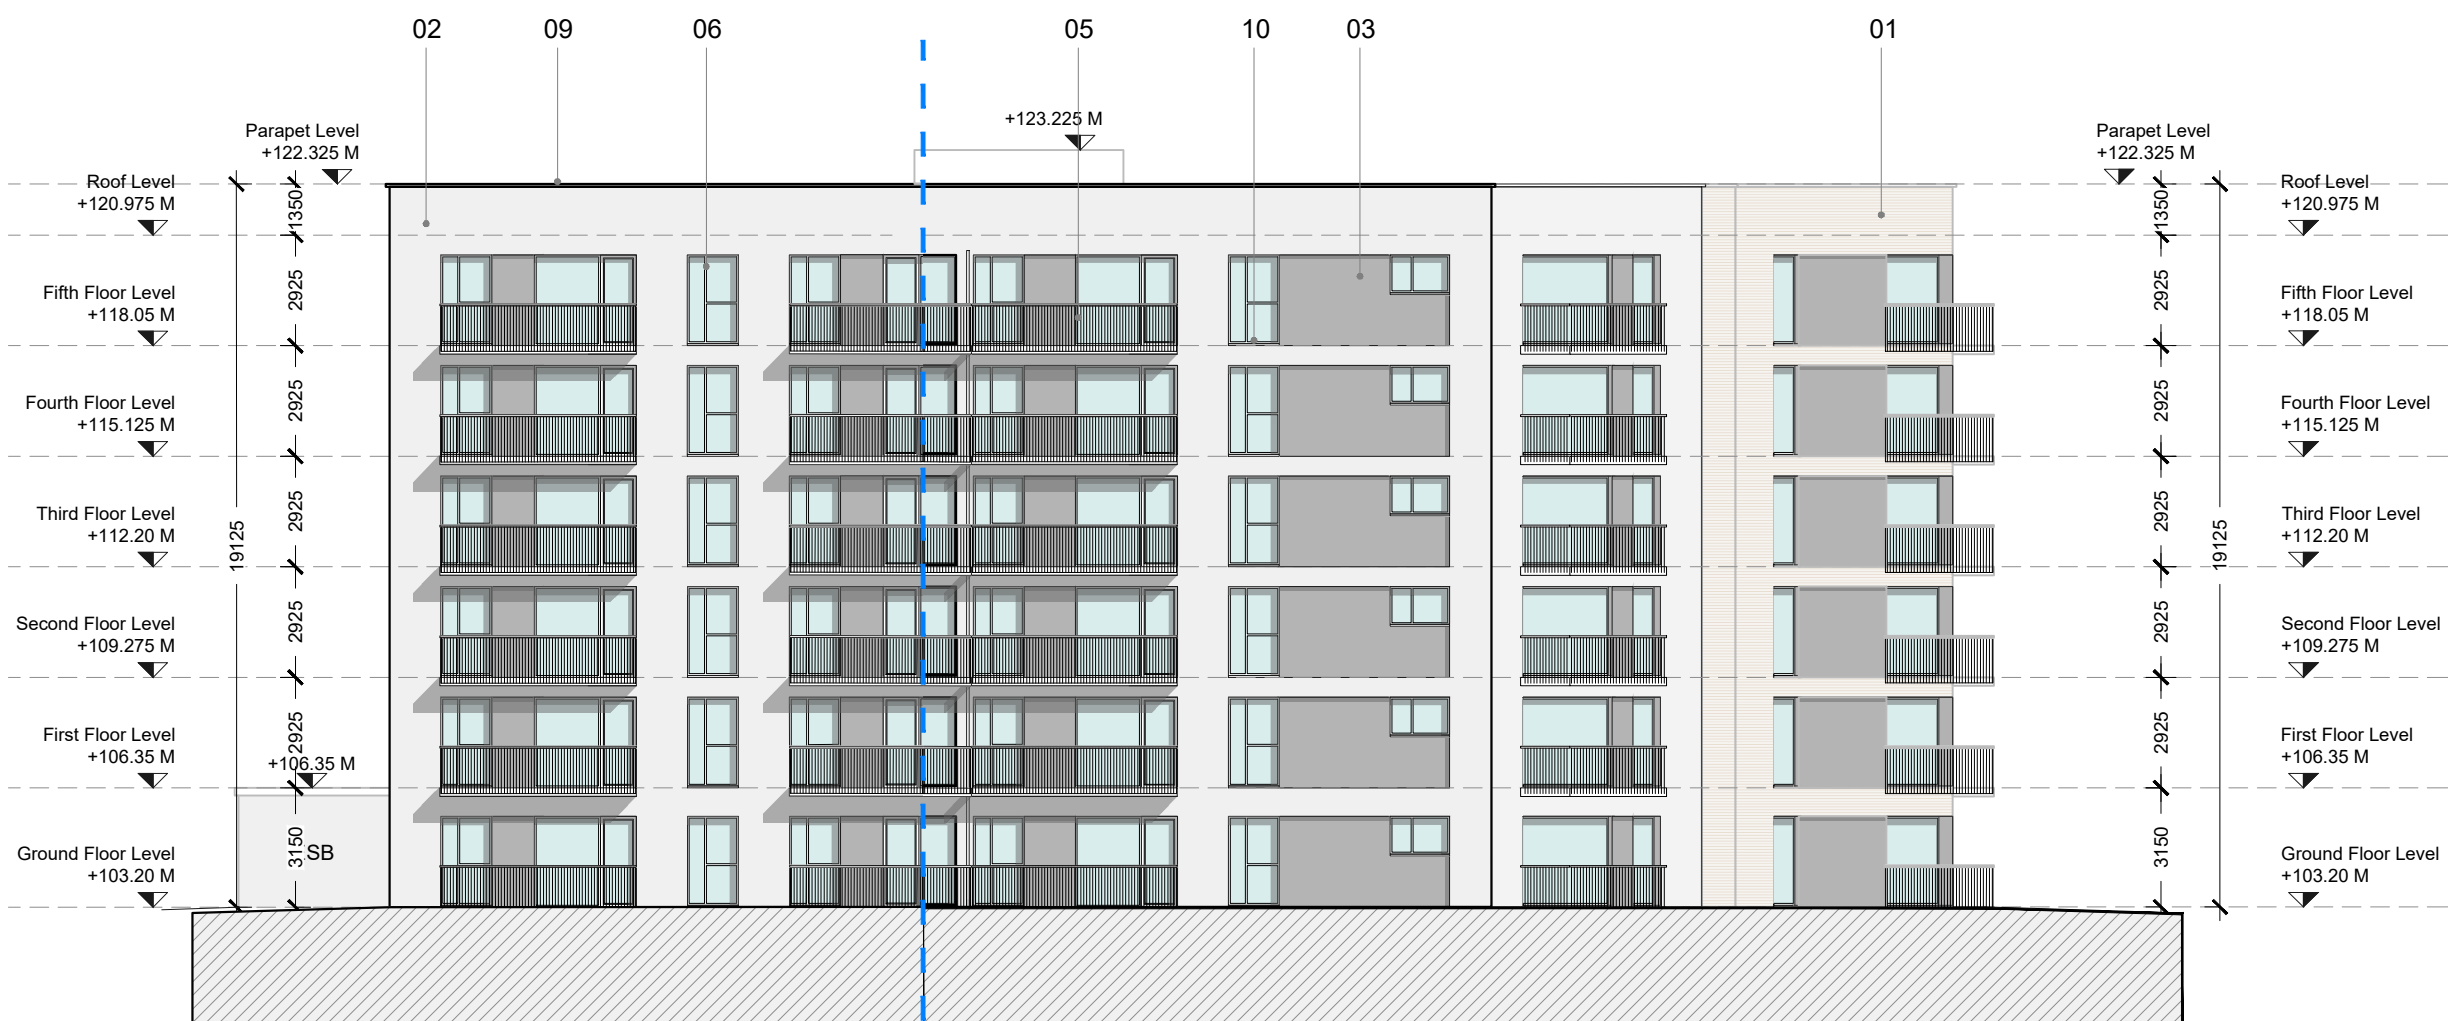 02
09
06
05
10
03
01
+123.225 M
Parapet Level
+122.325 M
Parapet Level
+122.325 M
Roof Level
+120.975 M
1350
1350
Roof Level
+120.975 M
Fifth Floor Level
+118.05 M
2925
2925
Fifth Floor Level
+118.05 M
Fourth Floor Level
+115.125 M
2925
2925
Fourth Floor Level
+115.125 M
Third Floor Level
+112.20 M
19125
2925
2925
19125
Third Floor Level
+112.20 M
Second Floor Level
+109.275 M
2925
2925
Second Floor Level
+109.275 M
First Floor Level
+106.35 M
2925
+106.35 M
2925
First Floor Level
+106.35 M
Ground Floor Level
+103.20 M
3150
SB
3150
Ground Floor Level
+103.20 M